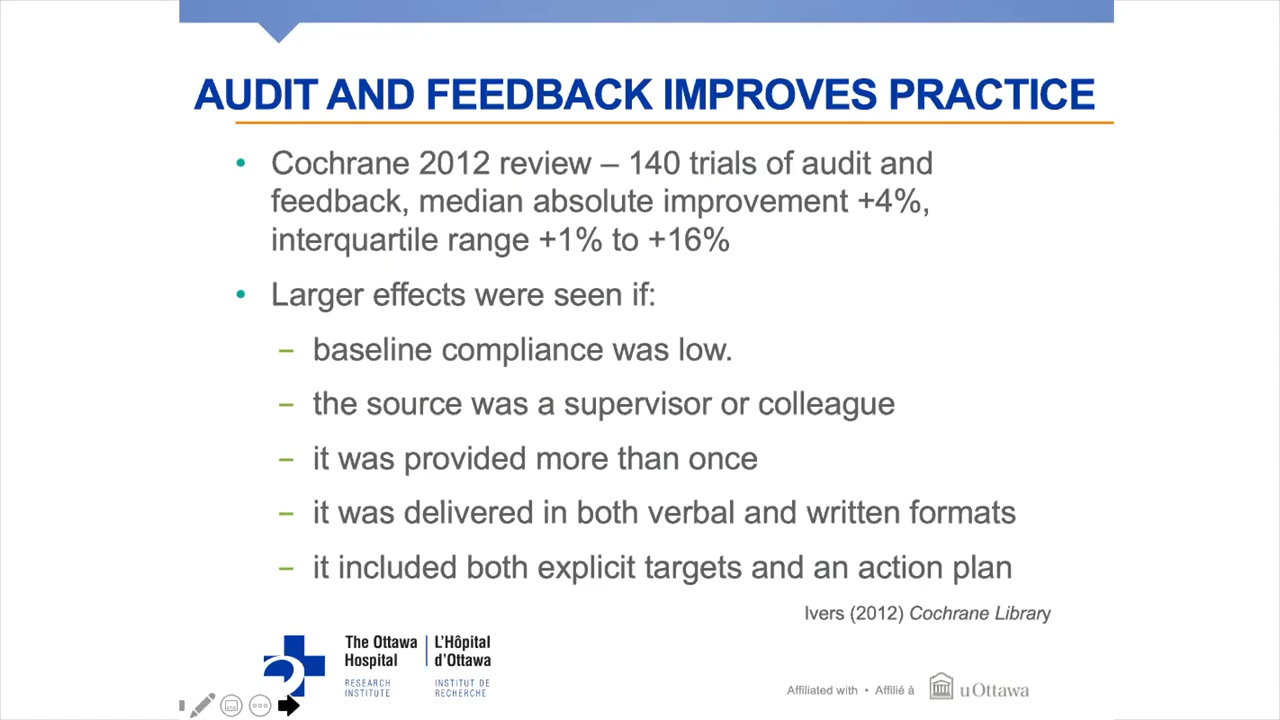 AUDIT AND FEEDBACK IMPROVES PRACTICE
• Cochrane 2012 review – 140 trials of audit and
feedback, median absolute improvement +4%,
interquartile range +1% to +16%
• Larger effects were seen if:
– baseline compliance was low.
– the source was a supervisor or colleague
– it was provided more than once
– it was delivered in both verbal and written formats
– it included both explicit targets and an action plan
Ivers (2012) Cochrane Library
The Ottawa
Hospital
RESEARCH
INSTITUTE
L'Hôpital
d'Ottawa
INSTITUT DE
RECHERCHE
Affiliated with • Affilié à
uOttawa